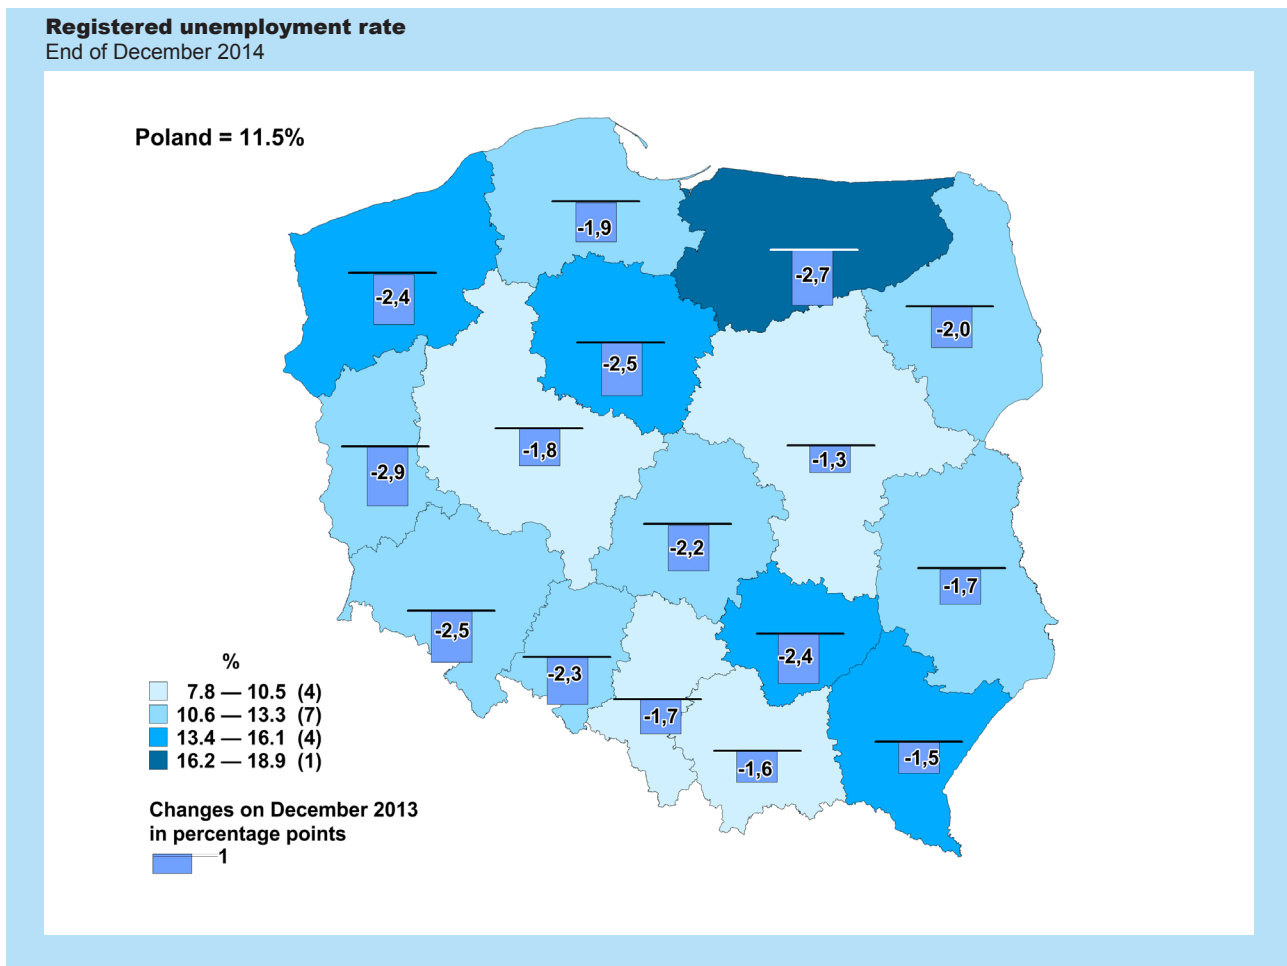 Registered unemployment rate
End of December 2014
Poland = 11.5%
-1,9
-2,7
-2,4
-2,0
-2,5
-1,8
-1,3
-2,9
-2,2
-1,7
-2,5
-2,4
-2,3
-1,7
-1,5
-1,6
%
7.8 — 10.5 (4)
10.6 — 13.3 (7)
13.4 — 16.1 (4)
16.2 — 18.9 (1)
Changes on December 2013
in percentage points
1